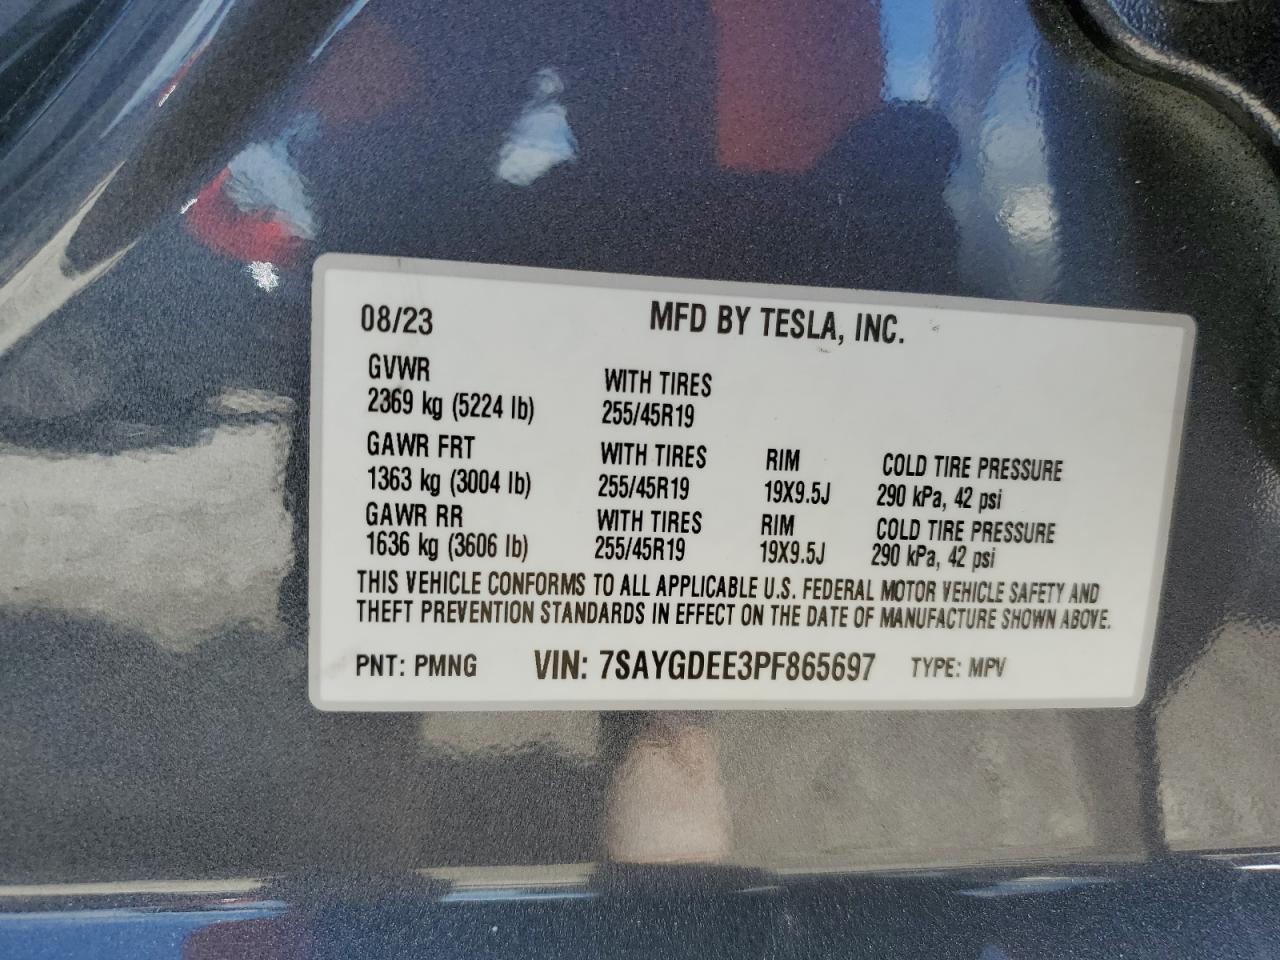 08/23 MFD BY TESLA, INC.
GVWR WITH TIRES
2369 kg (5224 lb) 255/45R19
GAWR FRT WITH TIRES RIM COLD TIRE PRESSURE
1363 kg (3004 lb) 255/45R19 19X9.5J 290 kPa, 42 psi
GAWR RR WITH TIRES RIM COLD TIRE PRESSURE
1636 kg (3606 lb) 255/45R19 19X9.5J 290 kPa, 42 psi
THIS VEHICLE CONFORMS TO ALL APPLICABLE U.S. FEDERAL MOTOR VEHICLE SAFETY AND
THEFT PREVENTION STANDARDS IN EFFECT ON THE DATE OF MANUFACTURE SHOWN ABOVE.
PNT: PMNG VIN: 7SAYGDEE3PF865697 TYPE: MPV